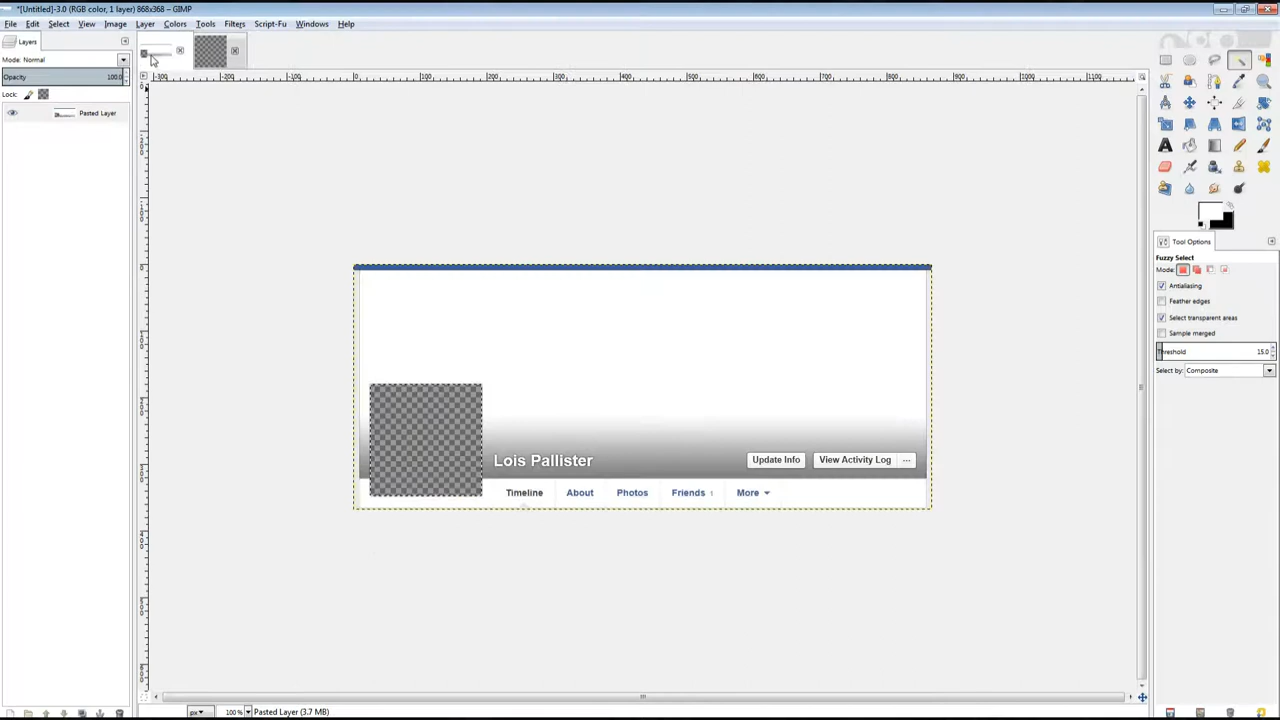 *[Untitled]-3.0 (RGB color, 1 layer) 868x368 – GIMP
File Edit Select View Image Layer Colors Tools Filters Script-Fu Windows Help
Layers
Mode: Normal
Opacity 100.0
Lock:
Pasted Layer
Lois Pallister
Update Info
View Activity Log ...
Timeline About Photos Friends 1 More
Tool Options
Fuzzy Select
Mode:
Antialiasing
Feather edges
Select transparent areas
Sample merged
Threshold 15.0
Select by: Composite
px 100 % Pasted Layer (3.7 MB)